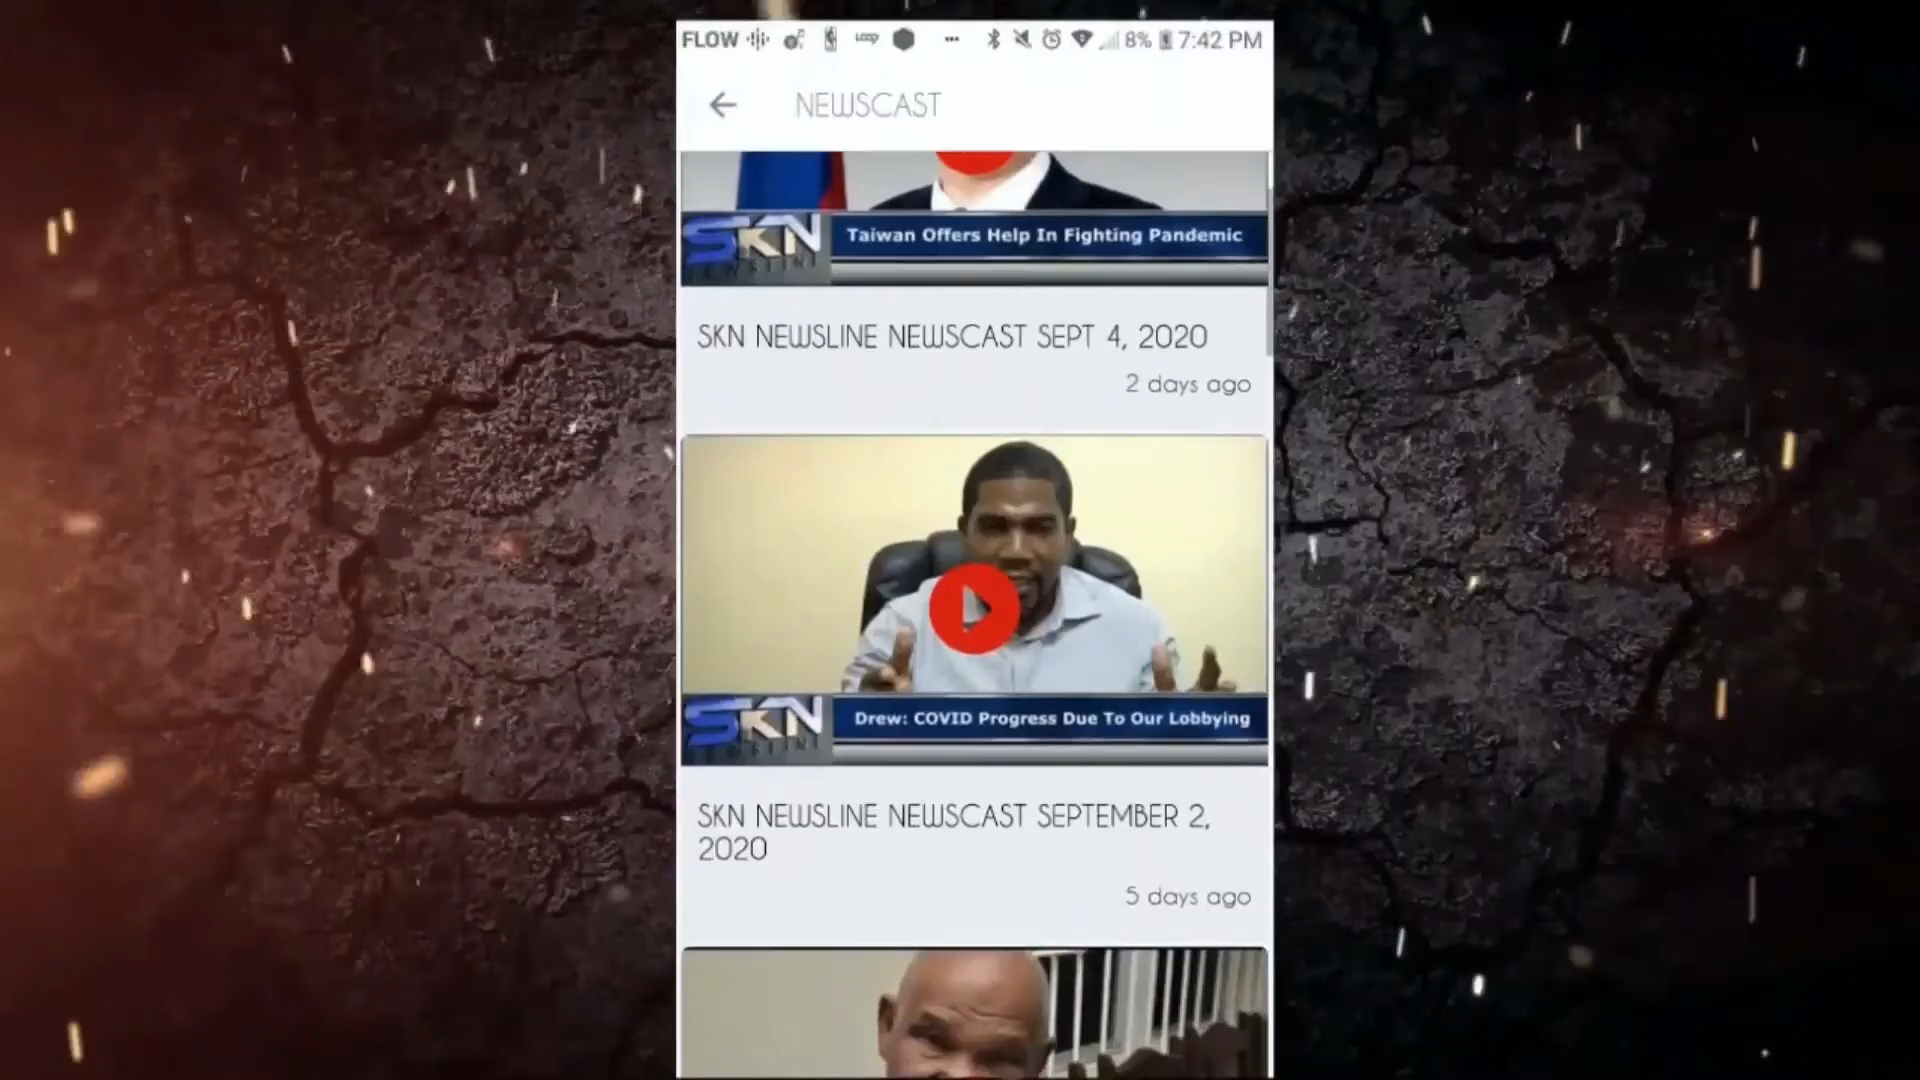 FLOW 8% 7:42 PM
NEWSCAST
SKN
Taiwan Offers Help In Fighting Pandemic
SKN NEWSLINE NEWSCAST SEPT 4, 2020
2 days ago
SKN
Drew: COVID Progress Due To Our Lobbying
SKN NEWSLINE NEWSCAST SEPTEMBER 2,
2020
5 days ago